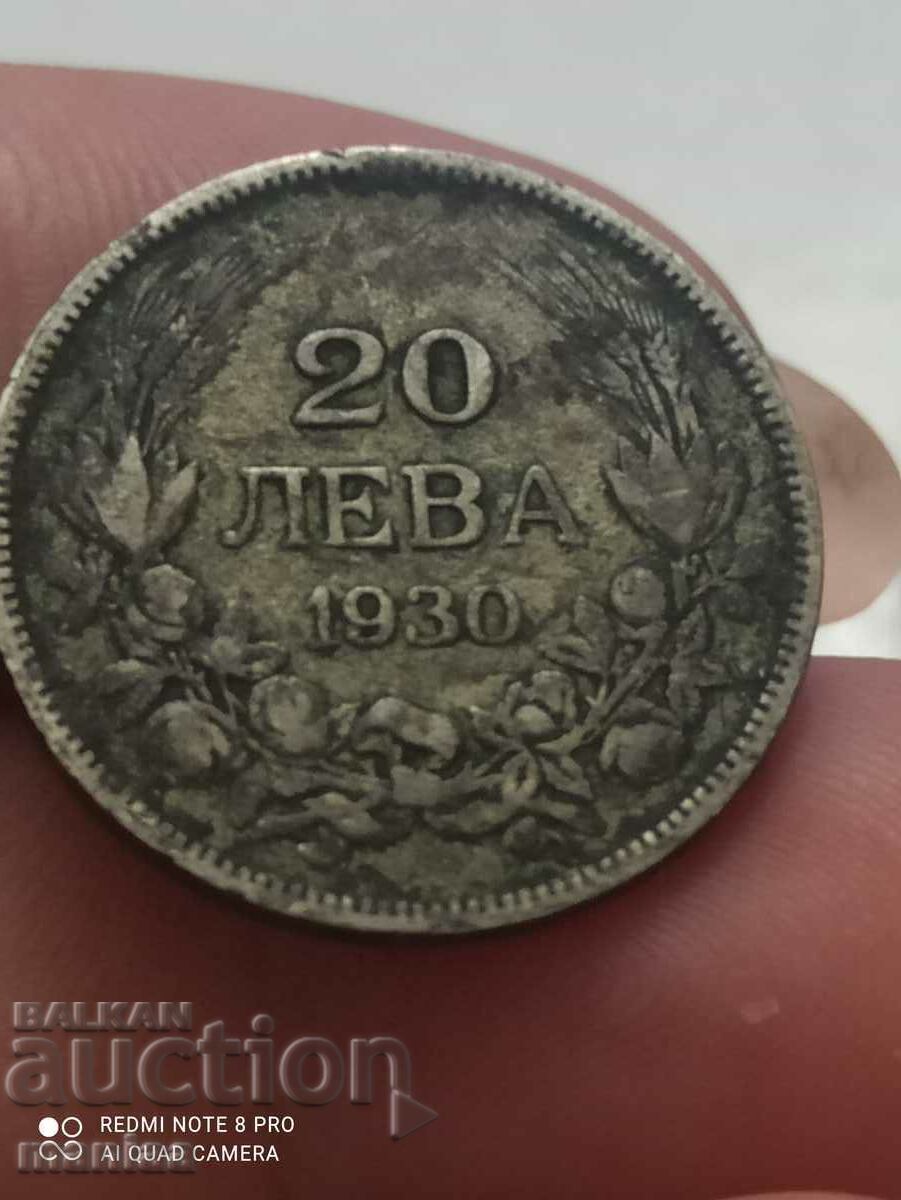 20
ЛЕВА
1930
BALKAN
auction
REDMI NOTE 8 PRO
AI QUAD CAMERA